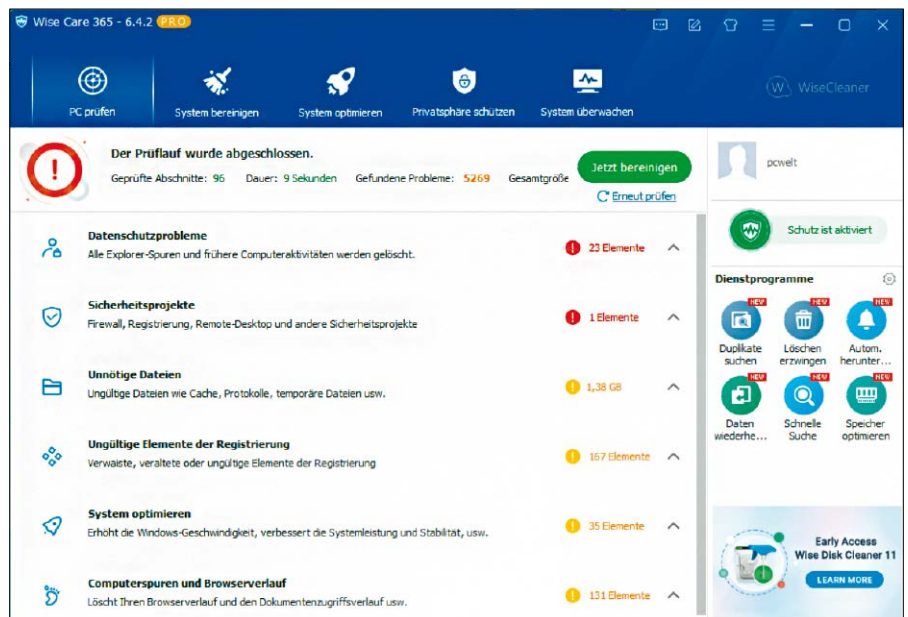 Wise Care 365 - 6.4.2 PRO
PC prüfen
System bereinigen
System optimieren
Privatsphäre schützen
System überwachen
W WiseCleaner
Der Prüflauf wurde abgeschlossen.
Geprüfte Abschnitte: 96 Dauer: 9 Sekunden Gefundene Probleme: 5269 Gesamtgröße
Jetzt bereinigen
Erneut prüfen
Datenschutzprobleme
Alle Explorer-Spuren und frühere Computeraktivitäten werden gelöscht.
23 Elemente
Sicherheitsprojekte
Firewall, Registrierung, Remote-Desktop und andere Sicherheitsprojekte
1 Elemente
Unnötige Dateien
Ungültige Dateien wie Cache, Protokolle, temporäre Dateien usw.
1,38 GB
Ungültige Elemente der Registrierung
Verwaiste, veraltete oder ungültige Elemente der Registrierung
167 Elemente
System optimieren
Erhöht die Windows-Geschwindigkeit, verbessert die Systemleistung und Stabilität, usw.
35 Elemente
Computerspuren und Browserverlauf
Löscht Ihren Browserverlauf und den Dokumentenzugriffsverlauf usw.
131 Elemente
pcwelt
Schutz ist aktiviert
Dienstprogramme
NEW NEW NEW
Duplikate suchen
Löschen erzwingen
Autom. herunter...
NEW NEW NEW
Daten wiederhe...
Schnelle Suche
Speicher optimieren
Early Access
Wise Disk Cleaner 11
LEARN MORE